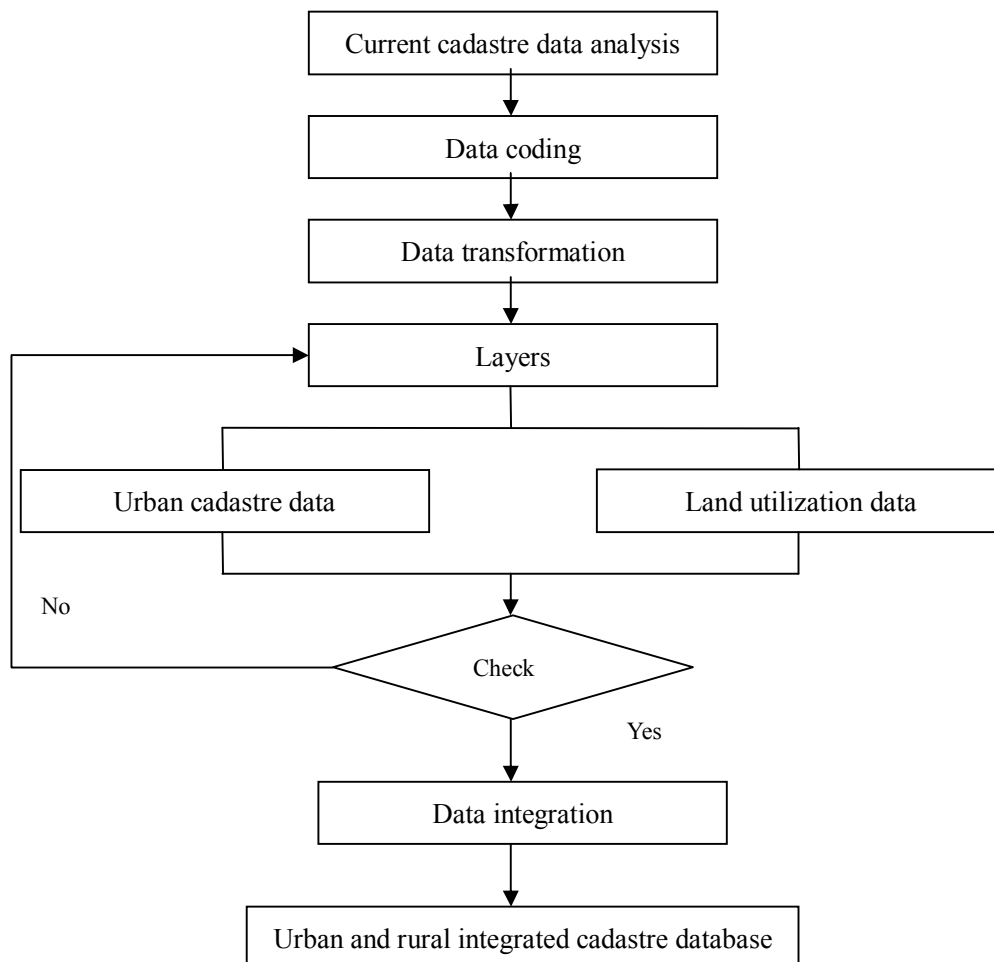 Current cadastre data analysis
Data coding
Data transformation
Layers
Urban cadastre data
Land utilization data
No
Check
Yes
Data integration
Urban and rural integrated cadastre database